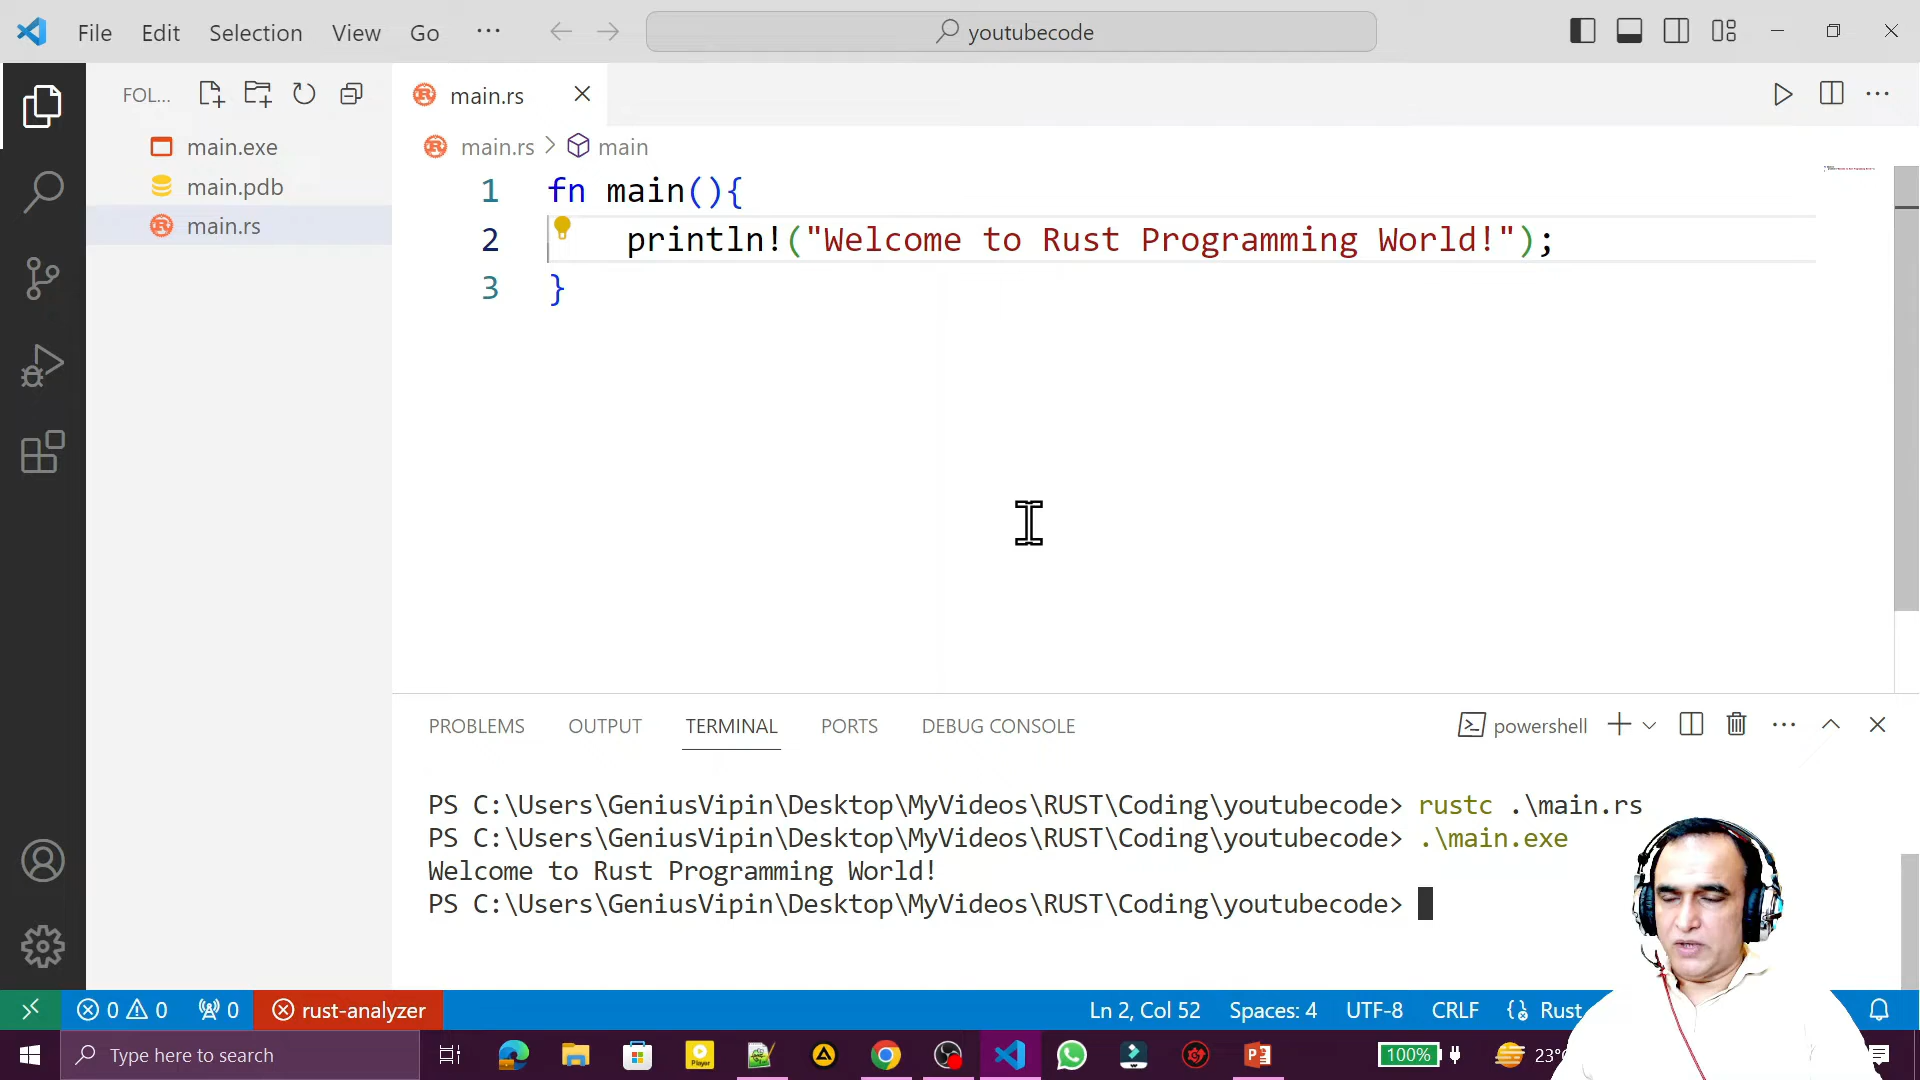 File Edit Selection View Go ... youtubecode
FOL...
main.exe
main.pdb
main.rs
main.rs
main.rs > main
1 fn main(){
2 println!("Welcome to Rust Programming World!");
3 }
PROBLEMS OUTPUT TERMINAL PORTS DEBUG CONSOLE powershell
PS C:\Users\GeniusVipin\Desktop\MyVideos\RUST\Coding\youtubecode> rustc .\main.rs
PS C:\Users\GeniusVipin\Desktop\MyVideos\RUST\Coding\youtubecode> .\main.exe
Welcome to Rust Programming World!
PS C:\Users\GeniusVipin\Desktop\MyVideos\RUST\Coding\youtubecode>
0 0 0 rust-analyzer Ln 2, Col 52 Spaces: 4 UTF-8 CRLF Rust
Type here to search 100% 23°